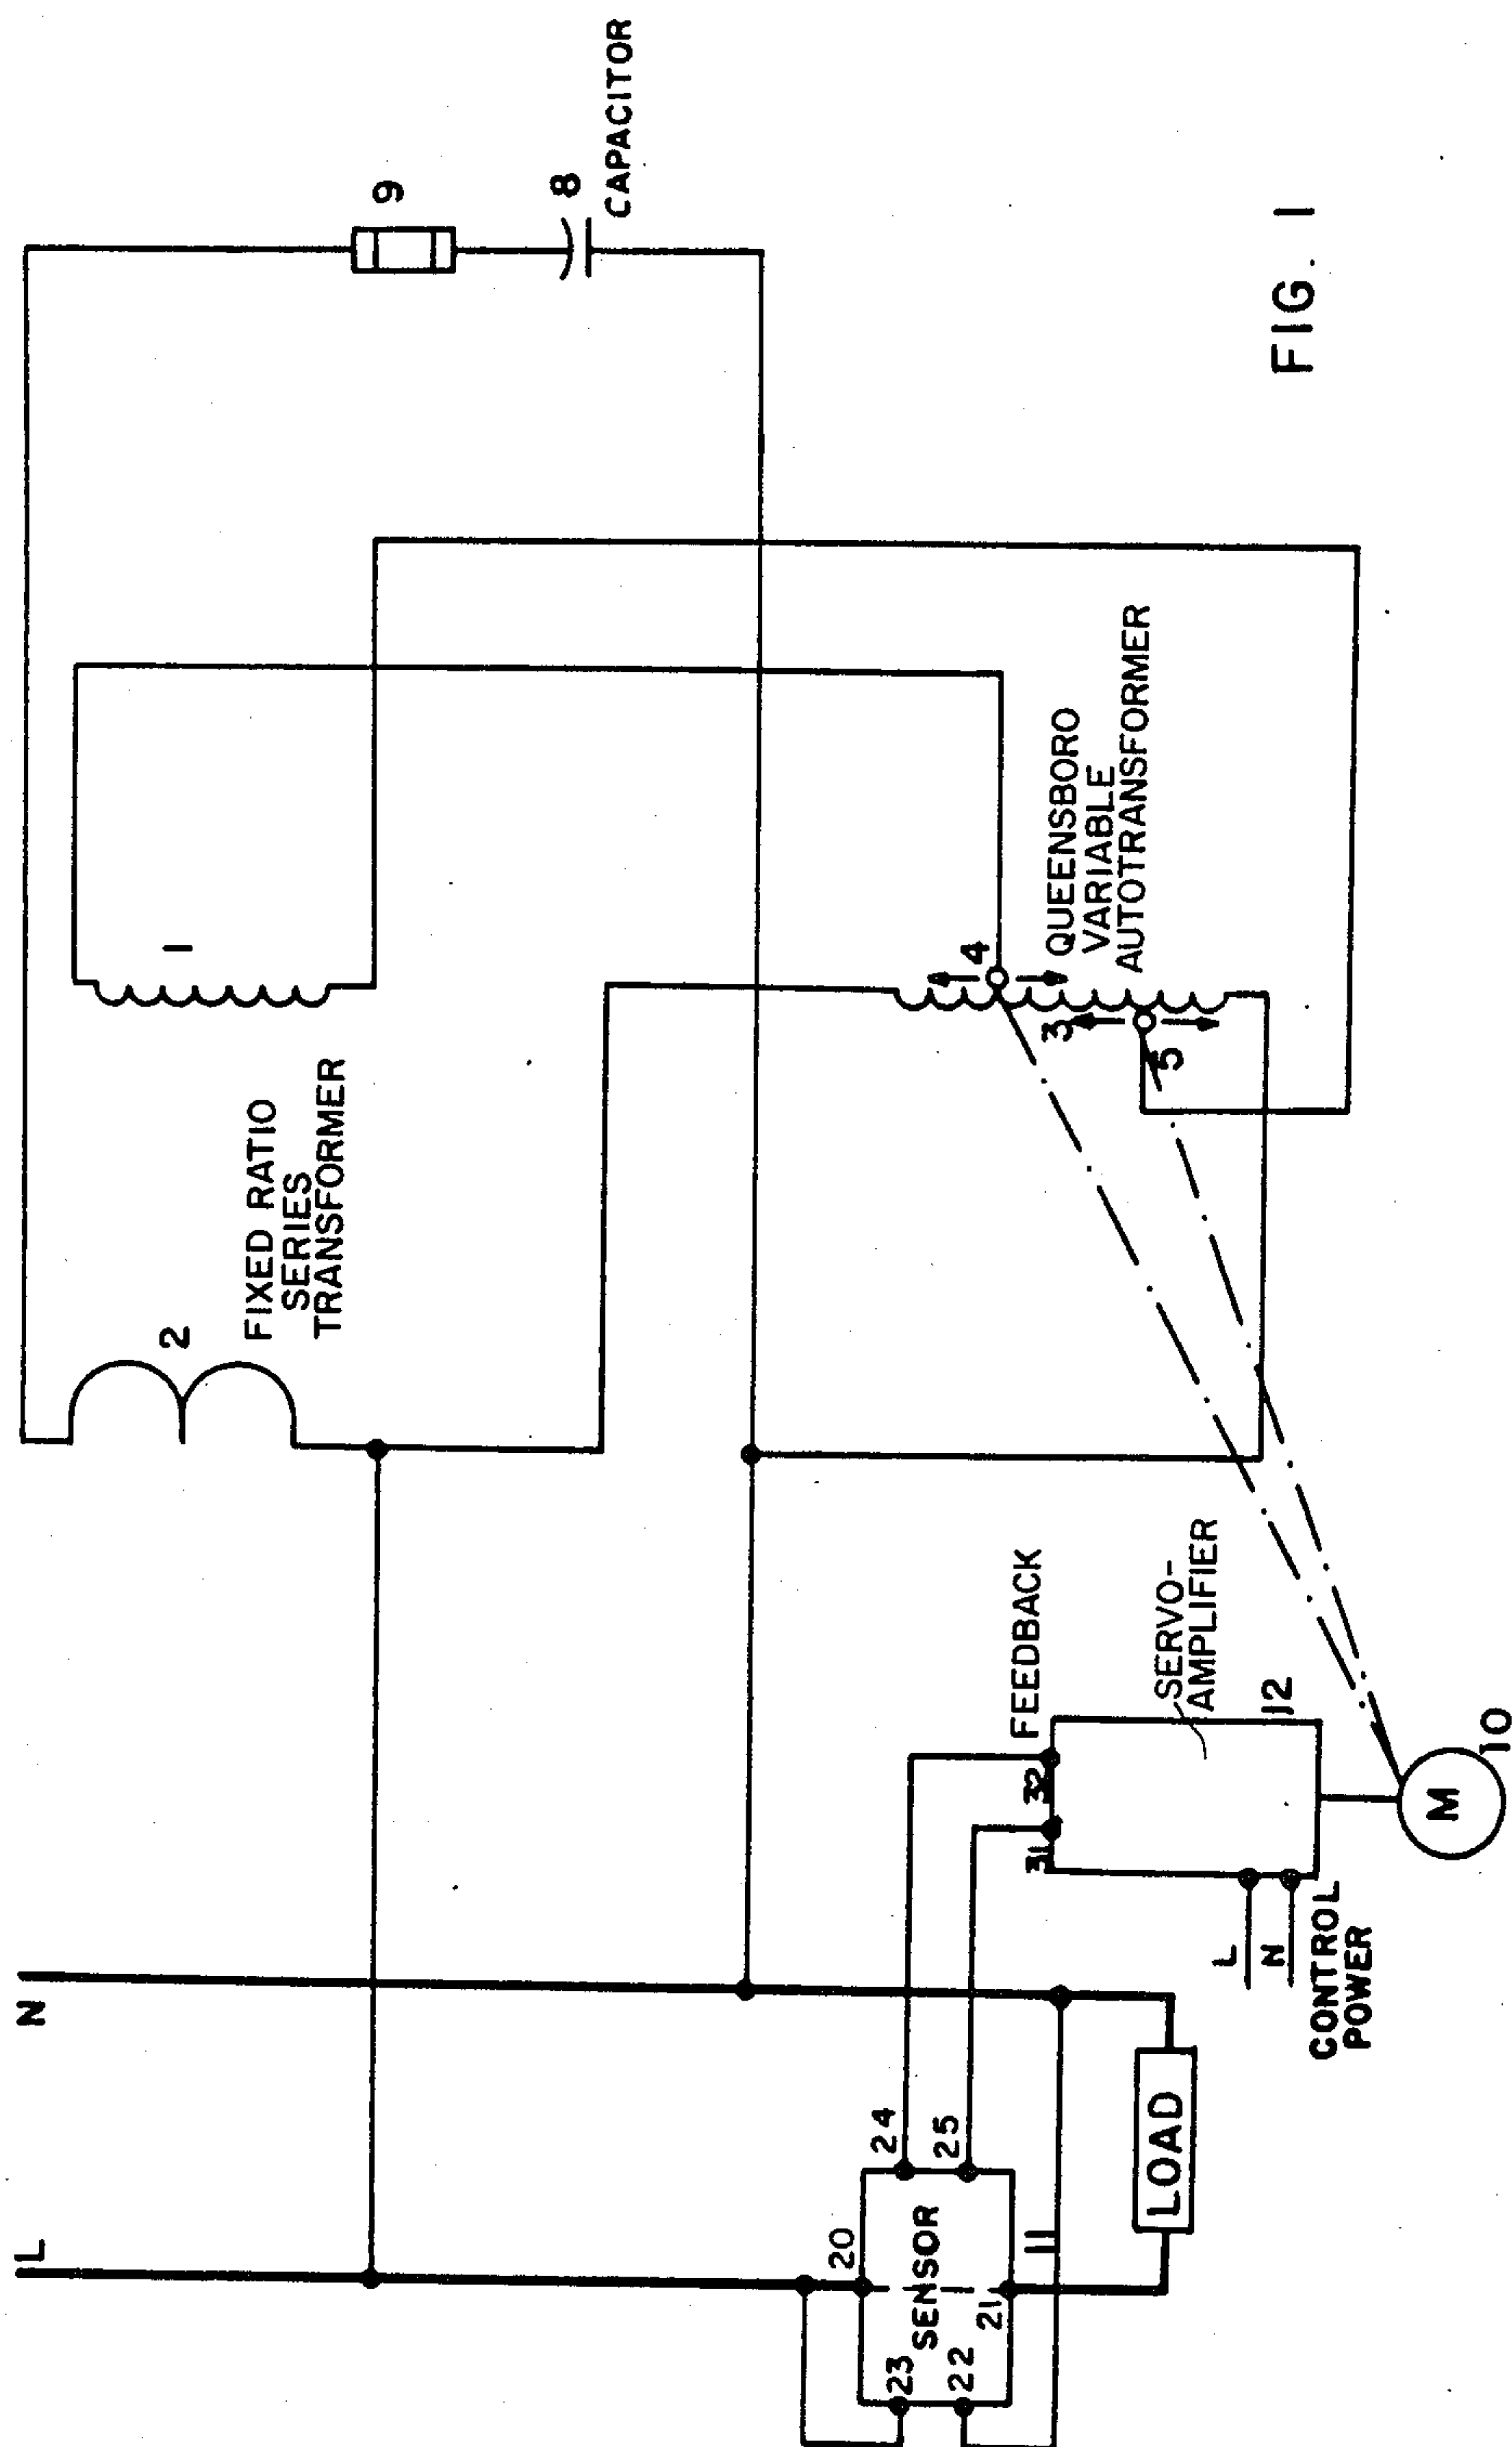 L
N
2
FIXED RATIO
SERIES
TRANSFORMER
1
9
8
CAPACITOR
20
SENSOR
23
22
21
24
25
11
LOAD
FEEDBACK
31
32
SERVO-
AMPLIFIER
12
L
N
CONTROL
POWER
M
10
3
4
5
QUEENSBORO
VARIABLE
AUTOTRANSFORMER
FIG. 1